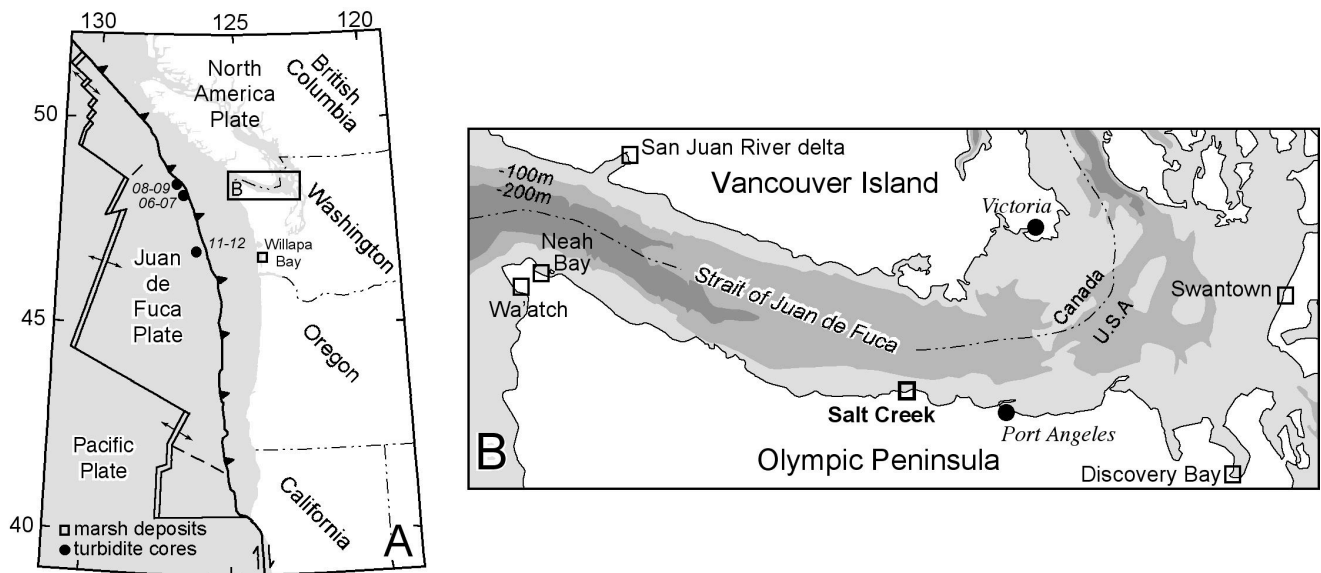 130
125
120
50
45
40
North
America
Plate
British
Columbia
B
Washington
08-09
06-07
11-12
Willapa
Bay
Juan
de
Fuca
Plate
Oregon
Pacific
Plate
California
marsh deposits
turbidite cores
A
San Juan River delta
Vancouver Island
-100m
-200m
Victoria
Neah
Bay
Wa'atch
Strait of Juan de Fuca
Canada
U.S.A
Swantown
Salt Creek
Port Angeles
B
Olympic Peninsula
Discovery Bay